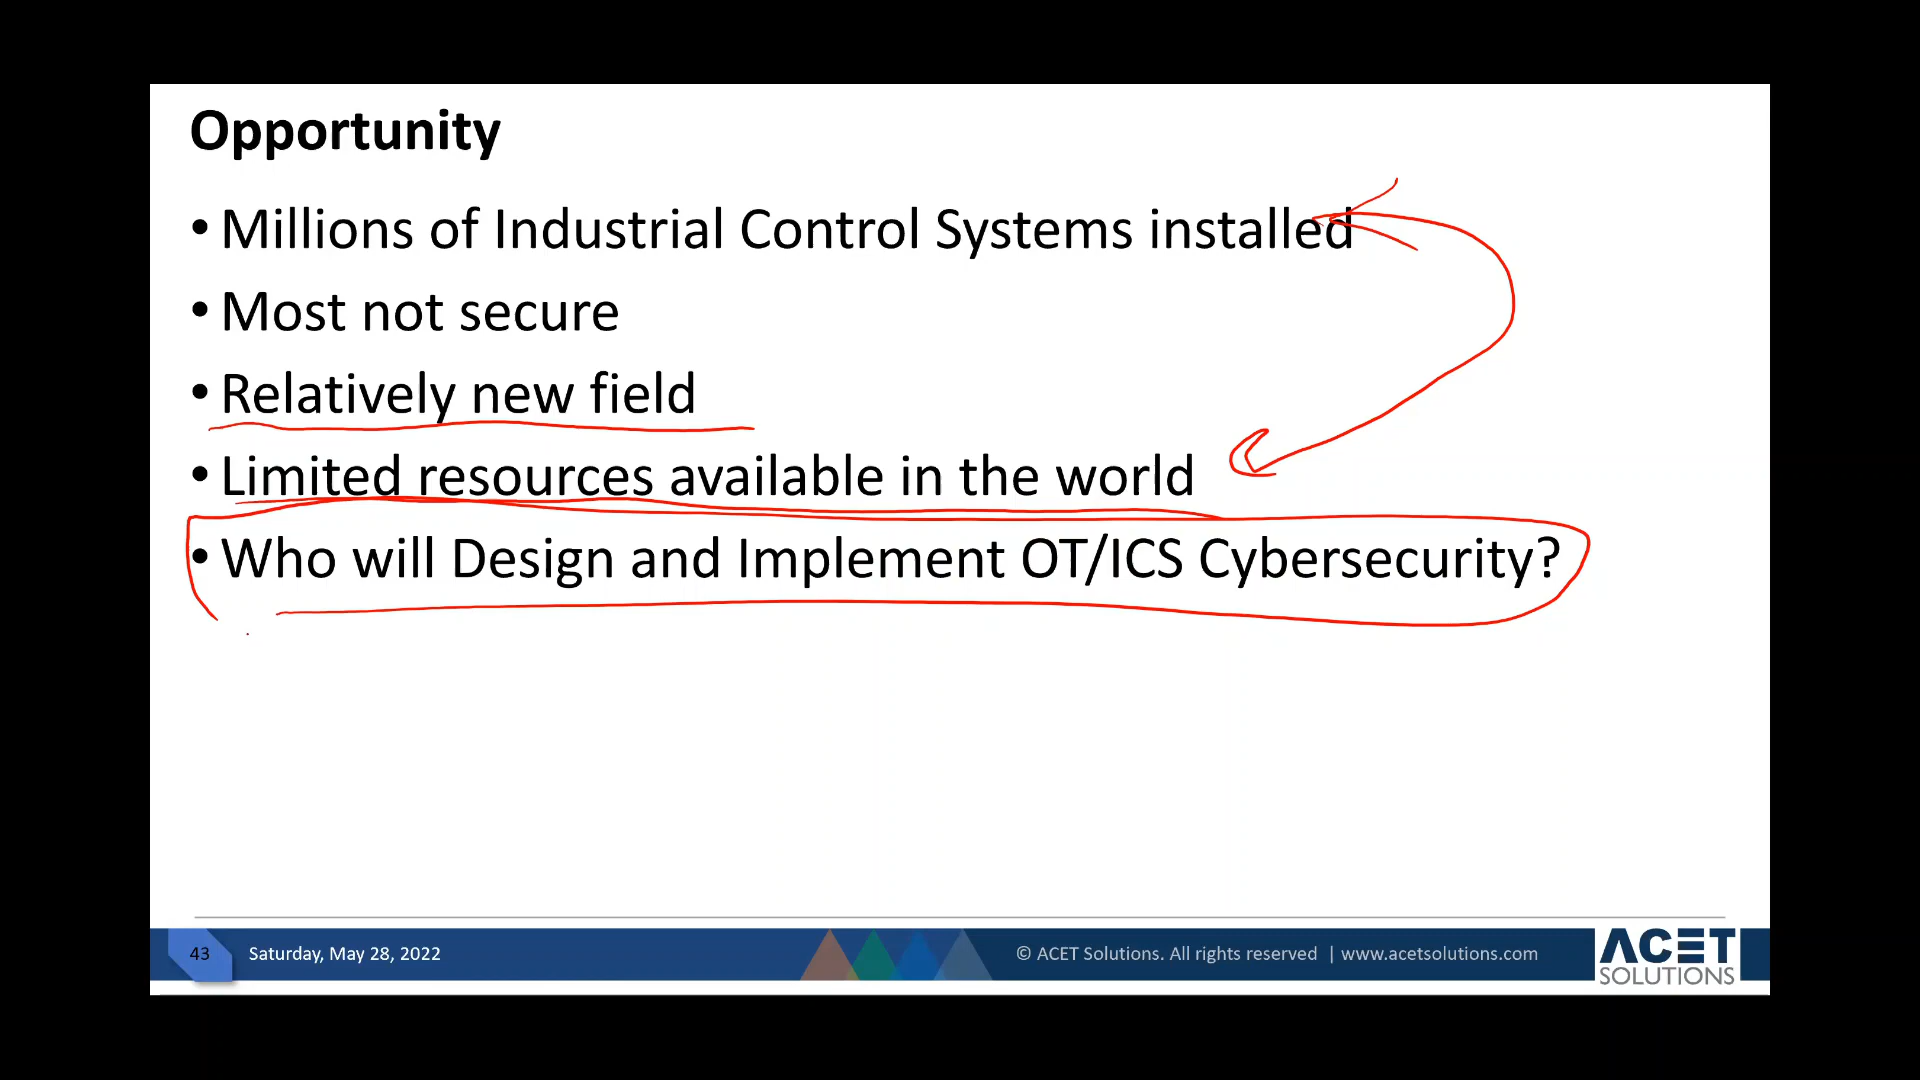 Opportunity
• Millions of Industrial Control Systems installed
• Most not secure
• Relatively new field
• Limited resources available in the world
• Who will Design and Implement OT/ICS Cybersecurity?
43
Saturday, May 28, 2022
© ACET Solutions. All rights reserved | www.acetsolutions.com
ACET
SOLUTIONS